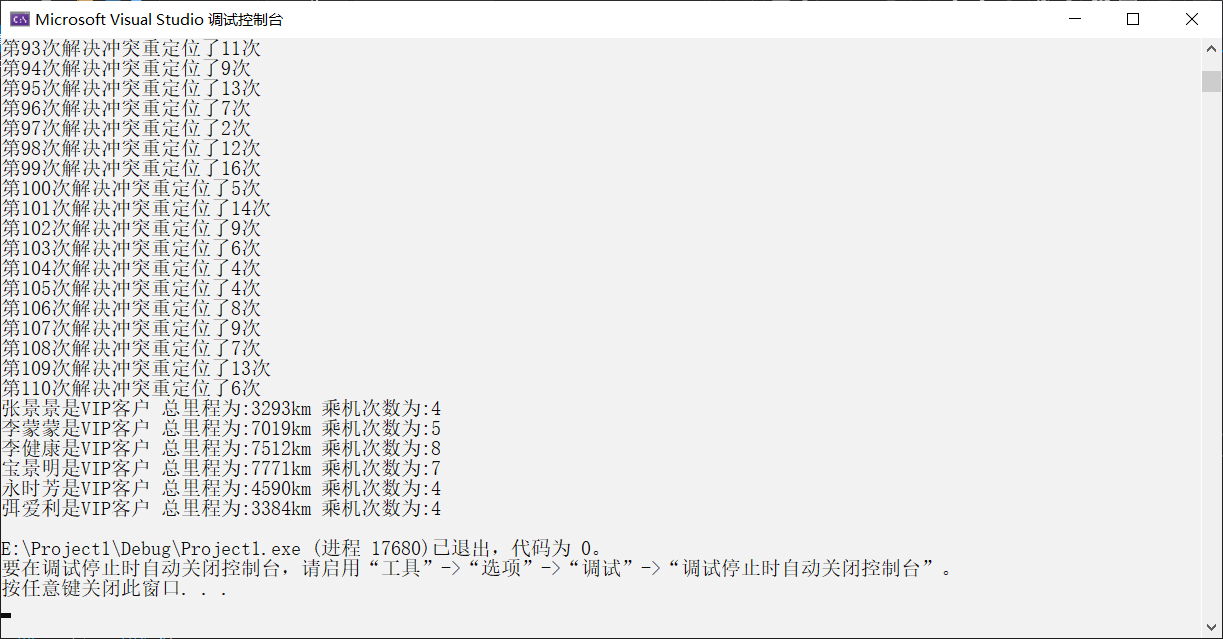 Microsoft Visual Studio 调试控制台
第93次解决冲突重定位了11次
第94次解决冲突重定位了9次
第95次解决冲突重定位了13次
第96次解决冲突重定位了7次
第97次解决冲突重定位了2次
第98次解决冲突重定位了12次
第99次解决冲突重定位了16次
第100次解决冲突重定位了5次
第101次解决冲突重定位了14次
第102次解决冲突重定位了9次
第103次解决冲突重定位了6次
第104次解决冲突重定位了4次
第105次解决冲突重定位了4次
第106次解决冲突重定位了8次
第107次解决冲突重定位了9次
第108次解决冲突重定位了7次
第109次解决冲突重定位了13次
第110次解决冲突重定位了6次
张景景是VIP客户 总里程为:3293km 乘机次数为:4
李蒙蒙是VIP客户 总里程为:7019km 乘机次数为:5
李健康是VIP客户 总里程为:7512km 乘机次数为:8
宝景明是VIP客户 总里程为:7771km 乘机次数为:7
永时芳是VIP客户 总里程为:4590km 乘机次数为:4
弭爱利是VIP客户 总里程为:3384km 乘机次数为:4
E:\Project1\Debug\Project1.exe (进程 17680)已退出，代码为 0。
要在调试停止时自动关闭控制台，请启用“工具”->“选项”->“调试”->“调试停止时自动关闭控制台”。
按任意键关闭此窗口. . .